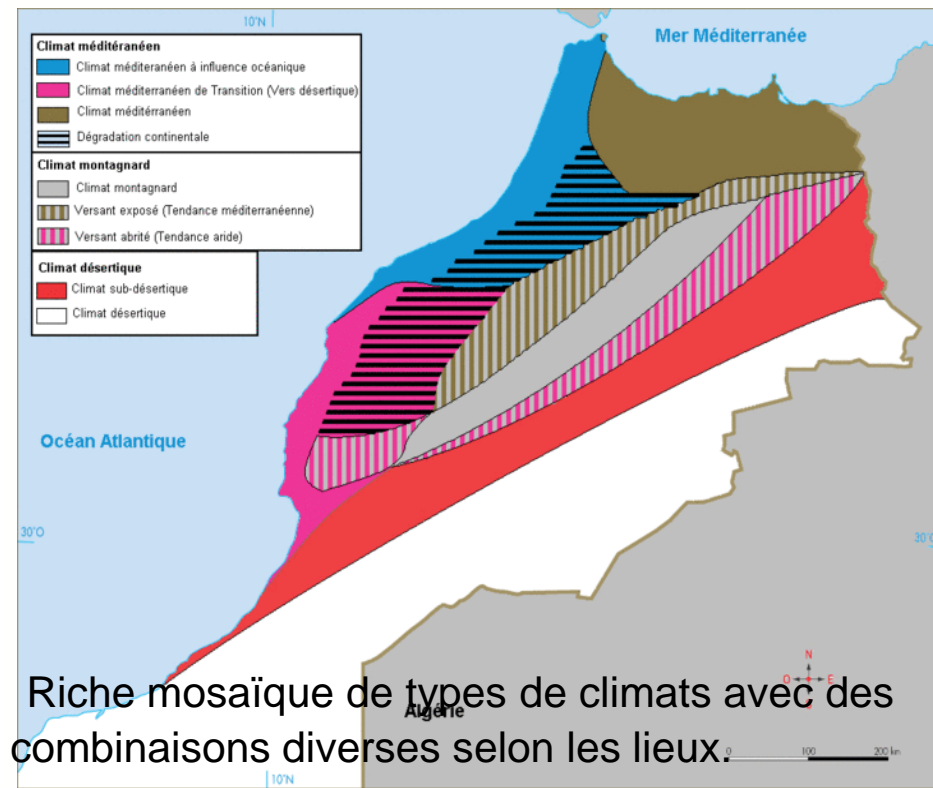 10°N
Mer Méditerranée
Climat méditéranéen
Climat méditeranéen à influence océanique
Climat méditerranéen de Transition (Vers désertique)
Climat méditérranéen
Dégradation continentale
Climat montagnard
Climat montagnard
Versant exposé (Tendance méditerranéenne)
Versant abrité (Tendance aride)
Climat désertique
Climat sub-désertique
Climat désertique
Océan Atlantique
30°O
30°O
N
O E
Riche mosaïque de types de climats avec des
Algérie
combinaisons diverses selon les lieux.
0 100 200 km
10°N